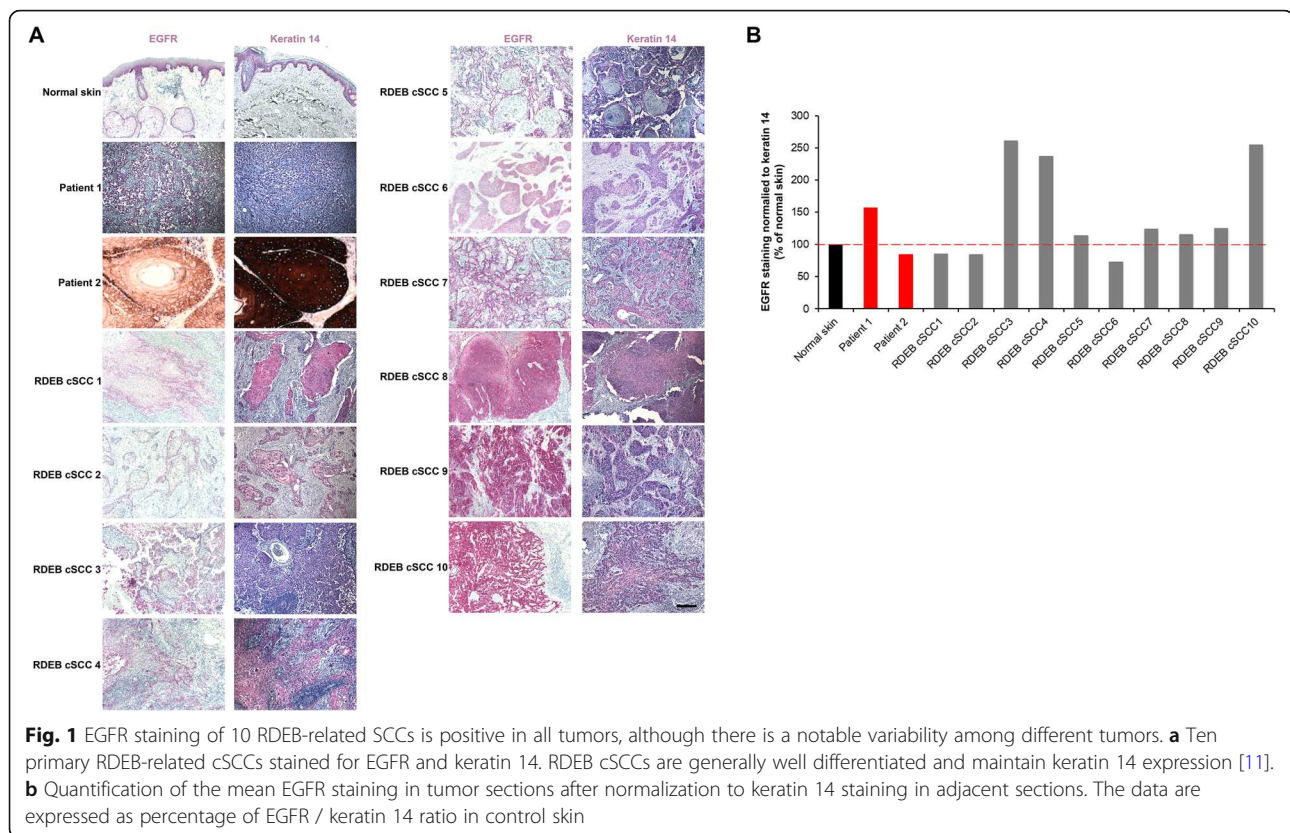 A
EGFR
Keratin 14
Normal skin
Patient 1
Patient 2
RDEB cSCC 1
RDEB cSCC 2
RDEB cSCC 3
RDEB cSCC 4
EGFR
Keratin 14
RDEB cSCC 5
RDEB cSCC 6
RDEB cSCC 7
RDEB cSCC 8
RDEB cSCC 9
RDEB cSCC 10
B
EGFR staining normalied to keratin 14
(% of normal skin)
300
250
200
150
100
50
0
Normal skin
Patient 1
Patient 2
RDEB cSCC1
RDEB cSCC2
RDEB cSCC3
RDEB cSCC4
RDEB cSCC5
RDEB cSCC6
RDEB cSCC7
RDEB cSCC8
RDEB cSCC9
RDEB cSCC10
Fig. 1 EGFR staining of 10 RDEB-related SCCs is positive in all tumors, although there is a notable variability among different tumors. a Ten
primary RDEB-related cSCCs stained for EGFR and keratin 14. RDEB cSCCs are generally well differentiated and maintain keratin 14 expression [11].
b Quantification of the mean EGFR staining in tumor sections after normalization to keratin 14 staining in adjacent sections. The data are
expressed as percentage of EGFR / keratin 14 ratio in control skin